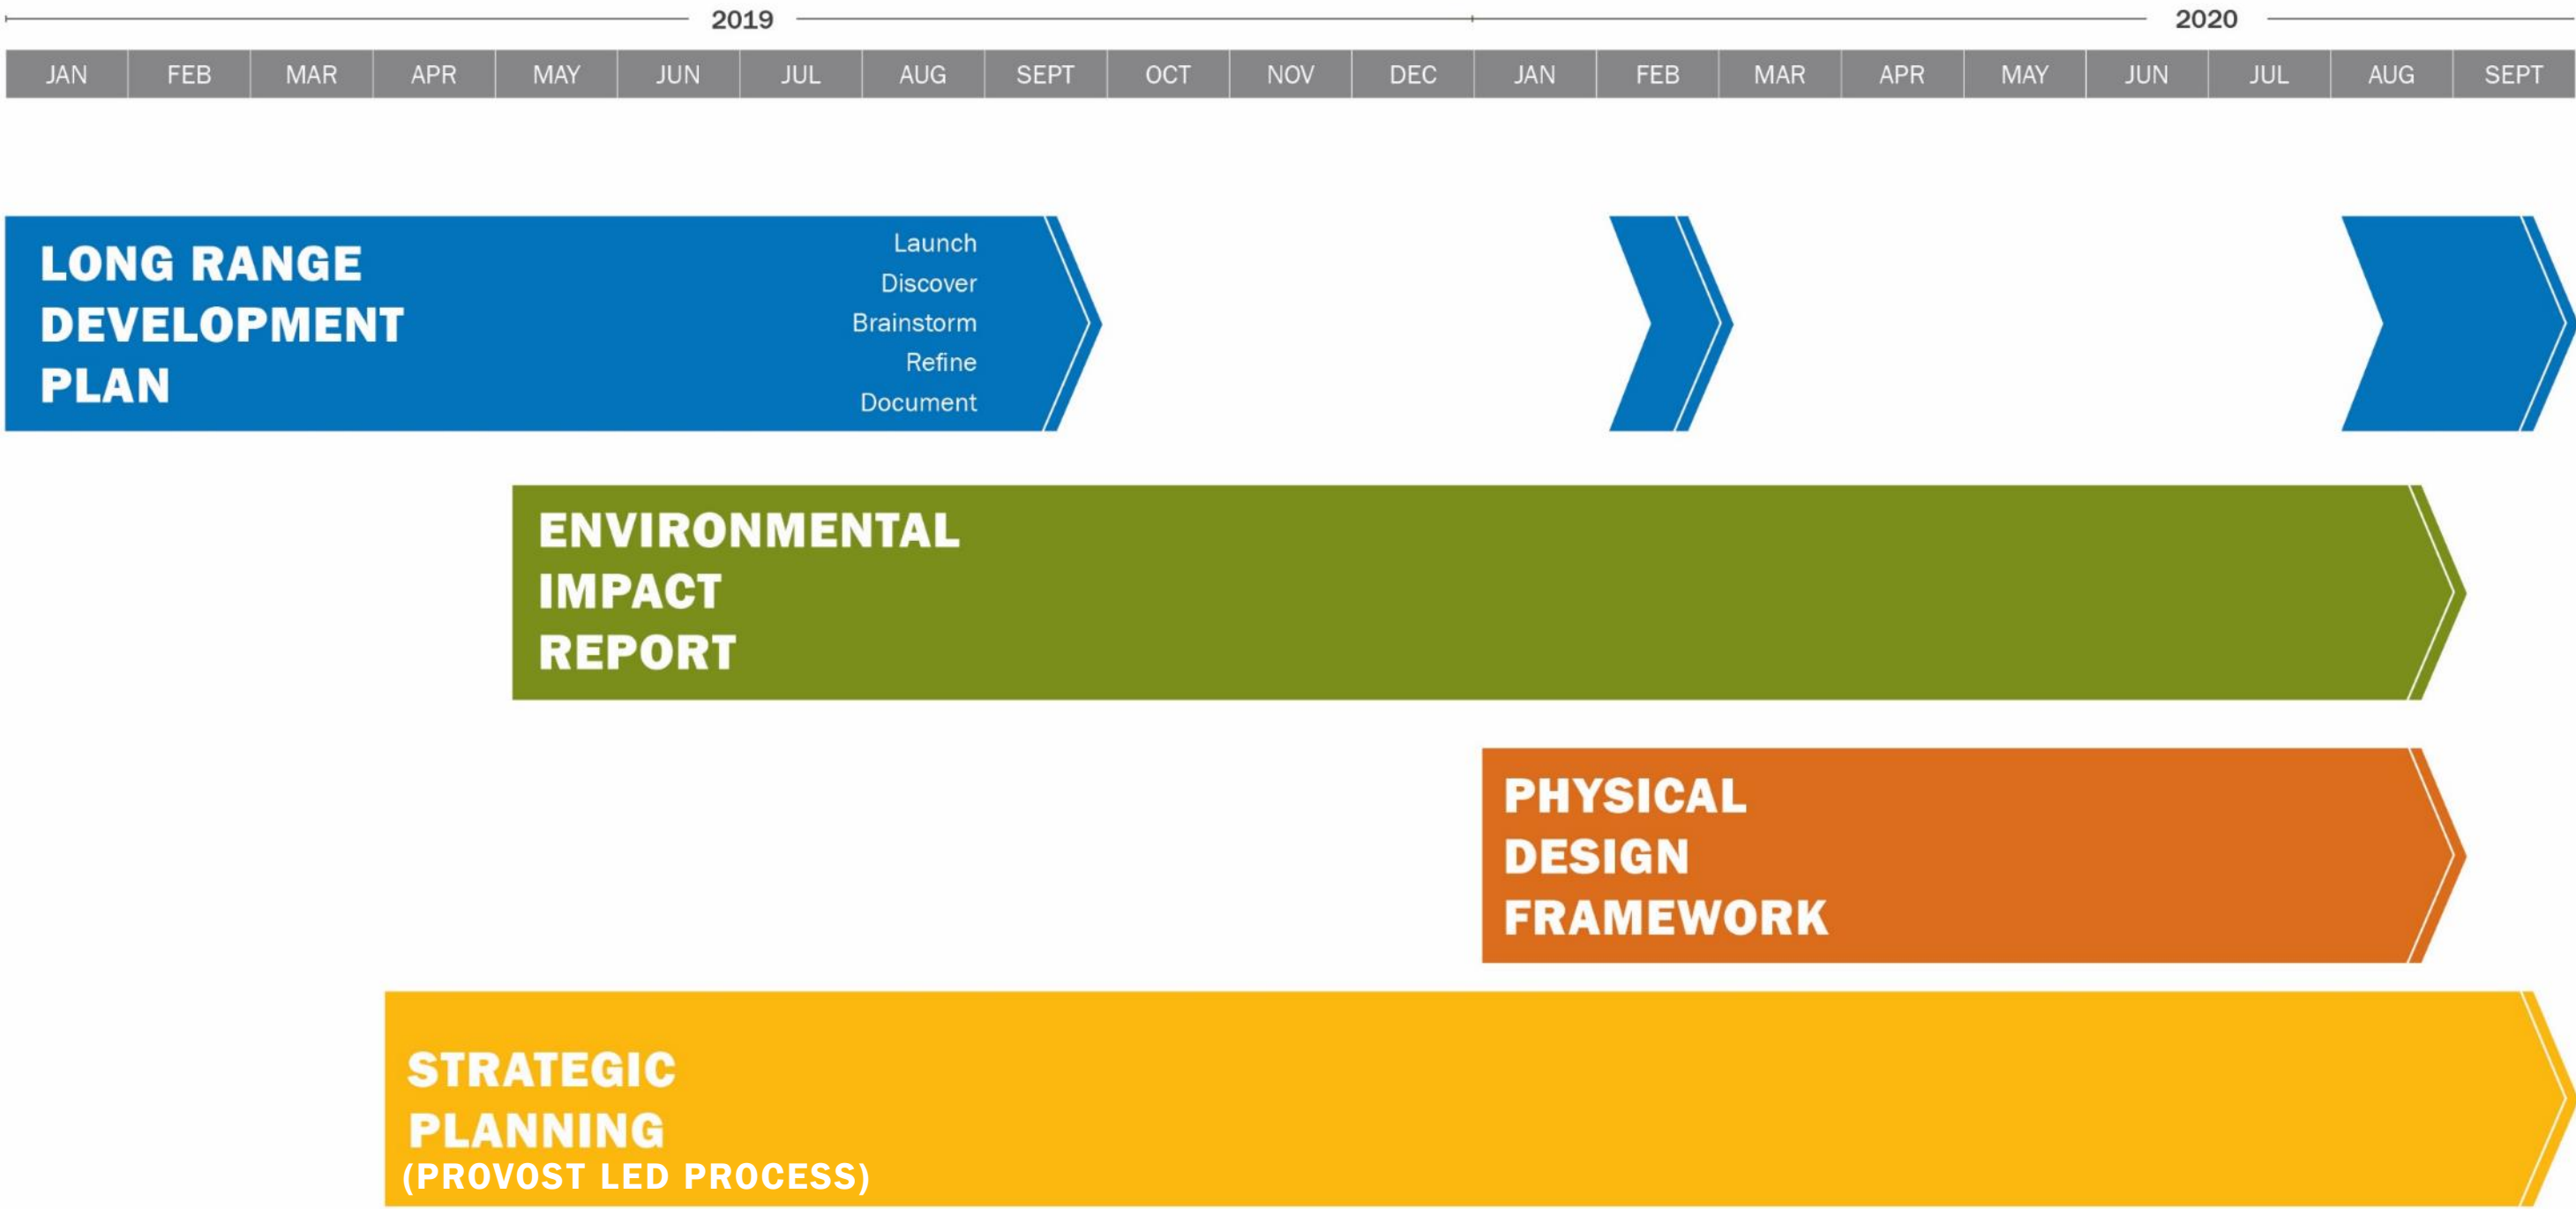 2019 2020
JAN FEB MAR APR MAY JUN JUL AUG SEPT OCT NOV DEC JAN FEB MAR APR MAY JUN JUL AUG SEPT
LONG RANGE
DEVELOPMENT
PLAN
Launch
Discover
Brainstorm
Refine
Document
ENVIRONMENTAL
IMPACT
REPORT
PHYSICAL
DESIGN
FRAMEWORK
STRATEGIC
PLANNING
(PROVOST LED PROCESS)